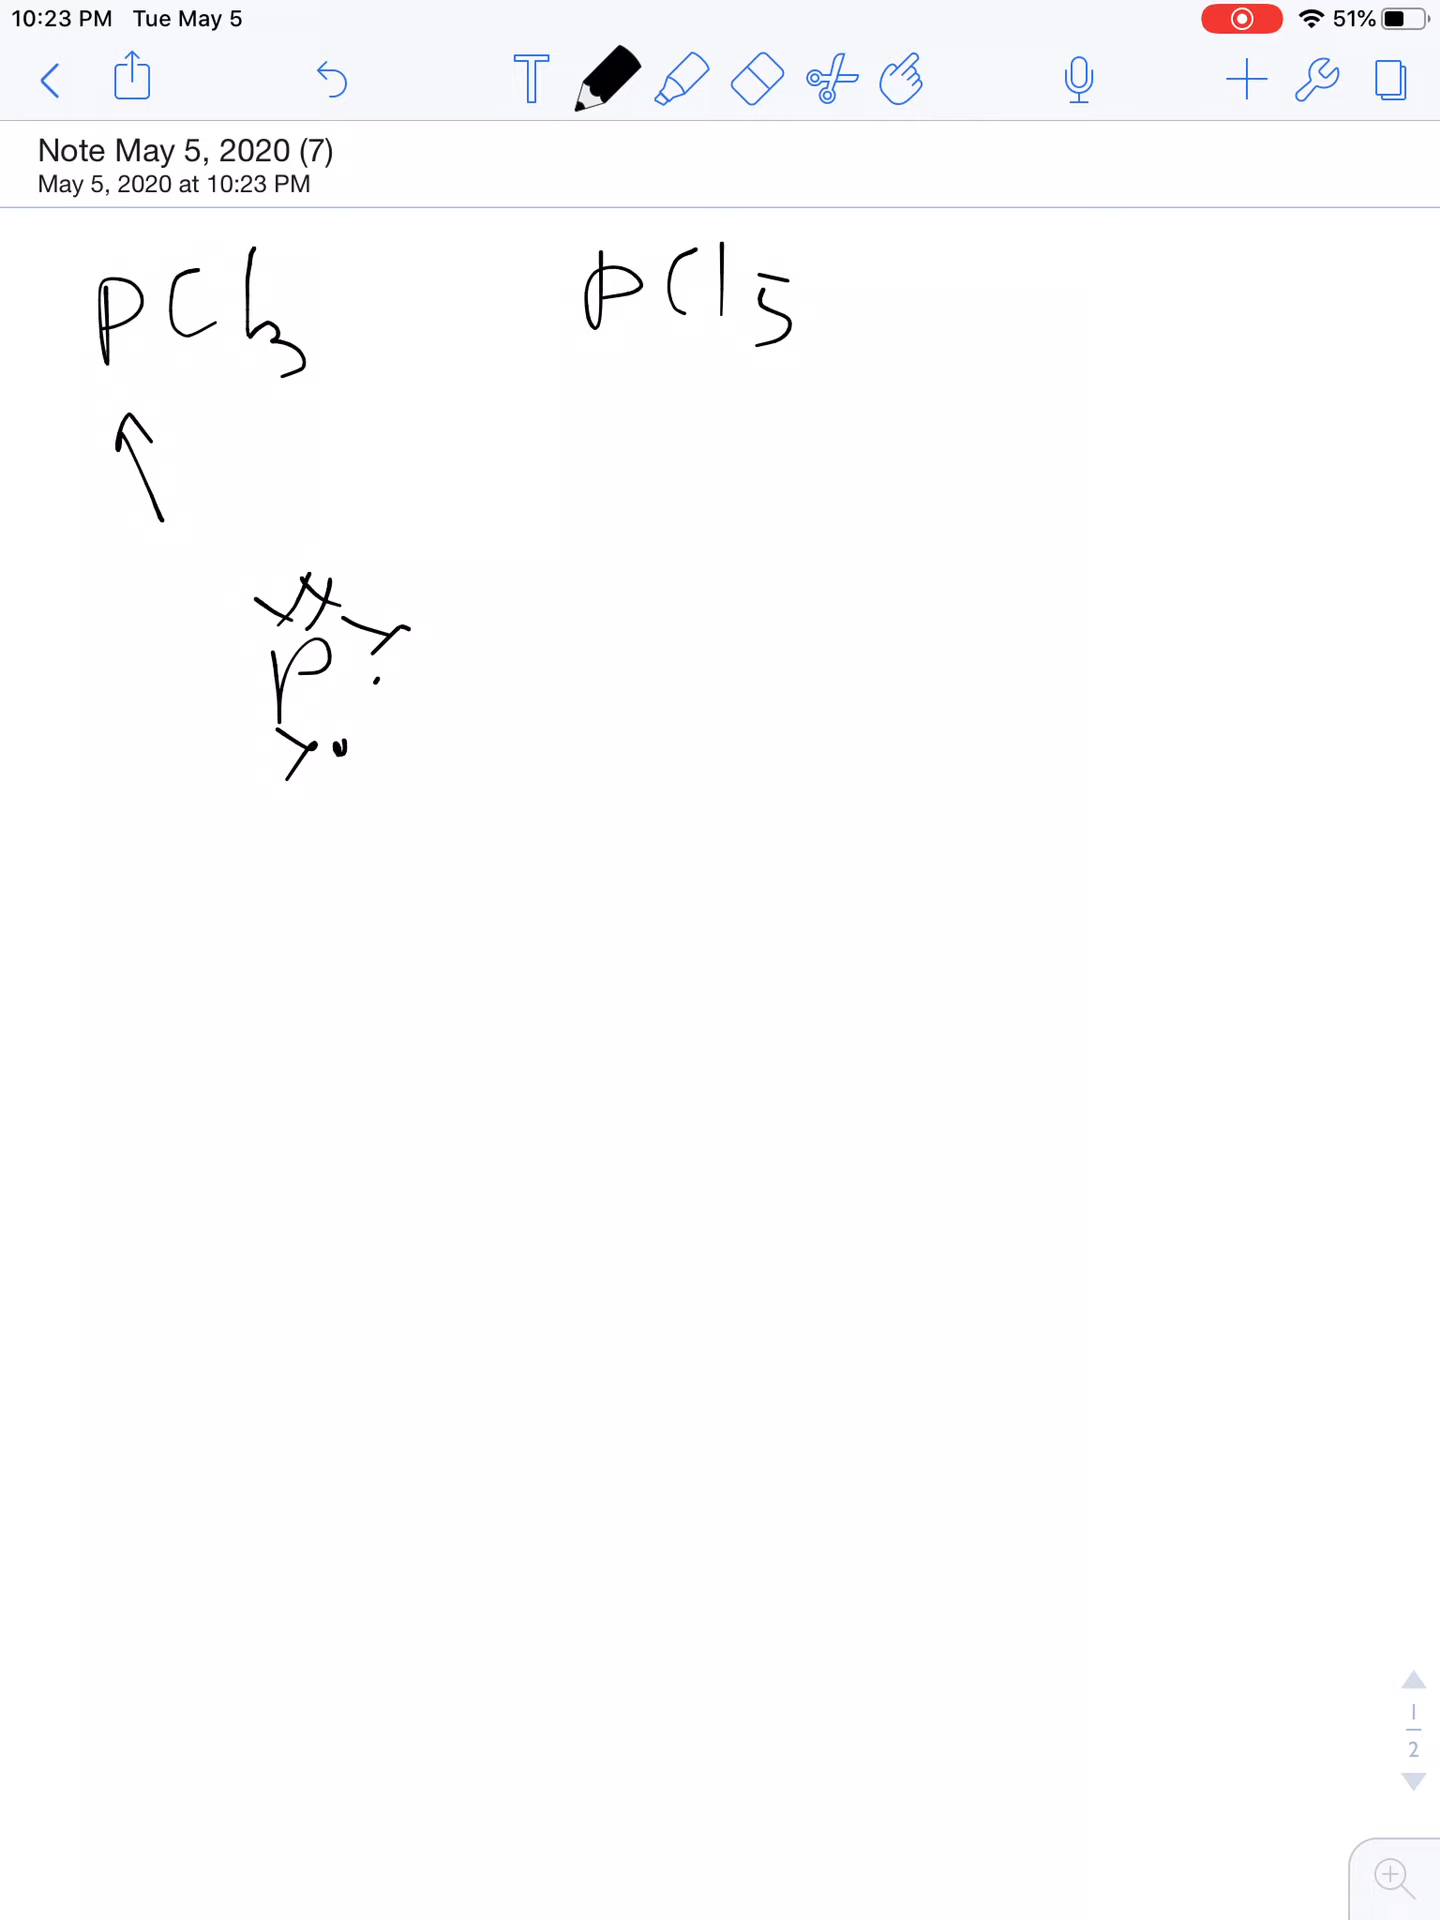 10:23 PM Tue May 5 51%
T
Note May 5, 2020 (7)
May 5, 2020 at 10:23 PM
PCl3 PCl5
P
1
2